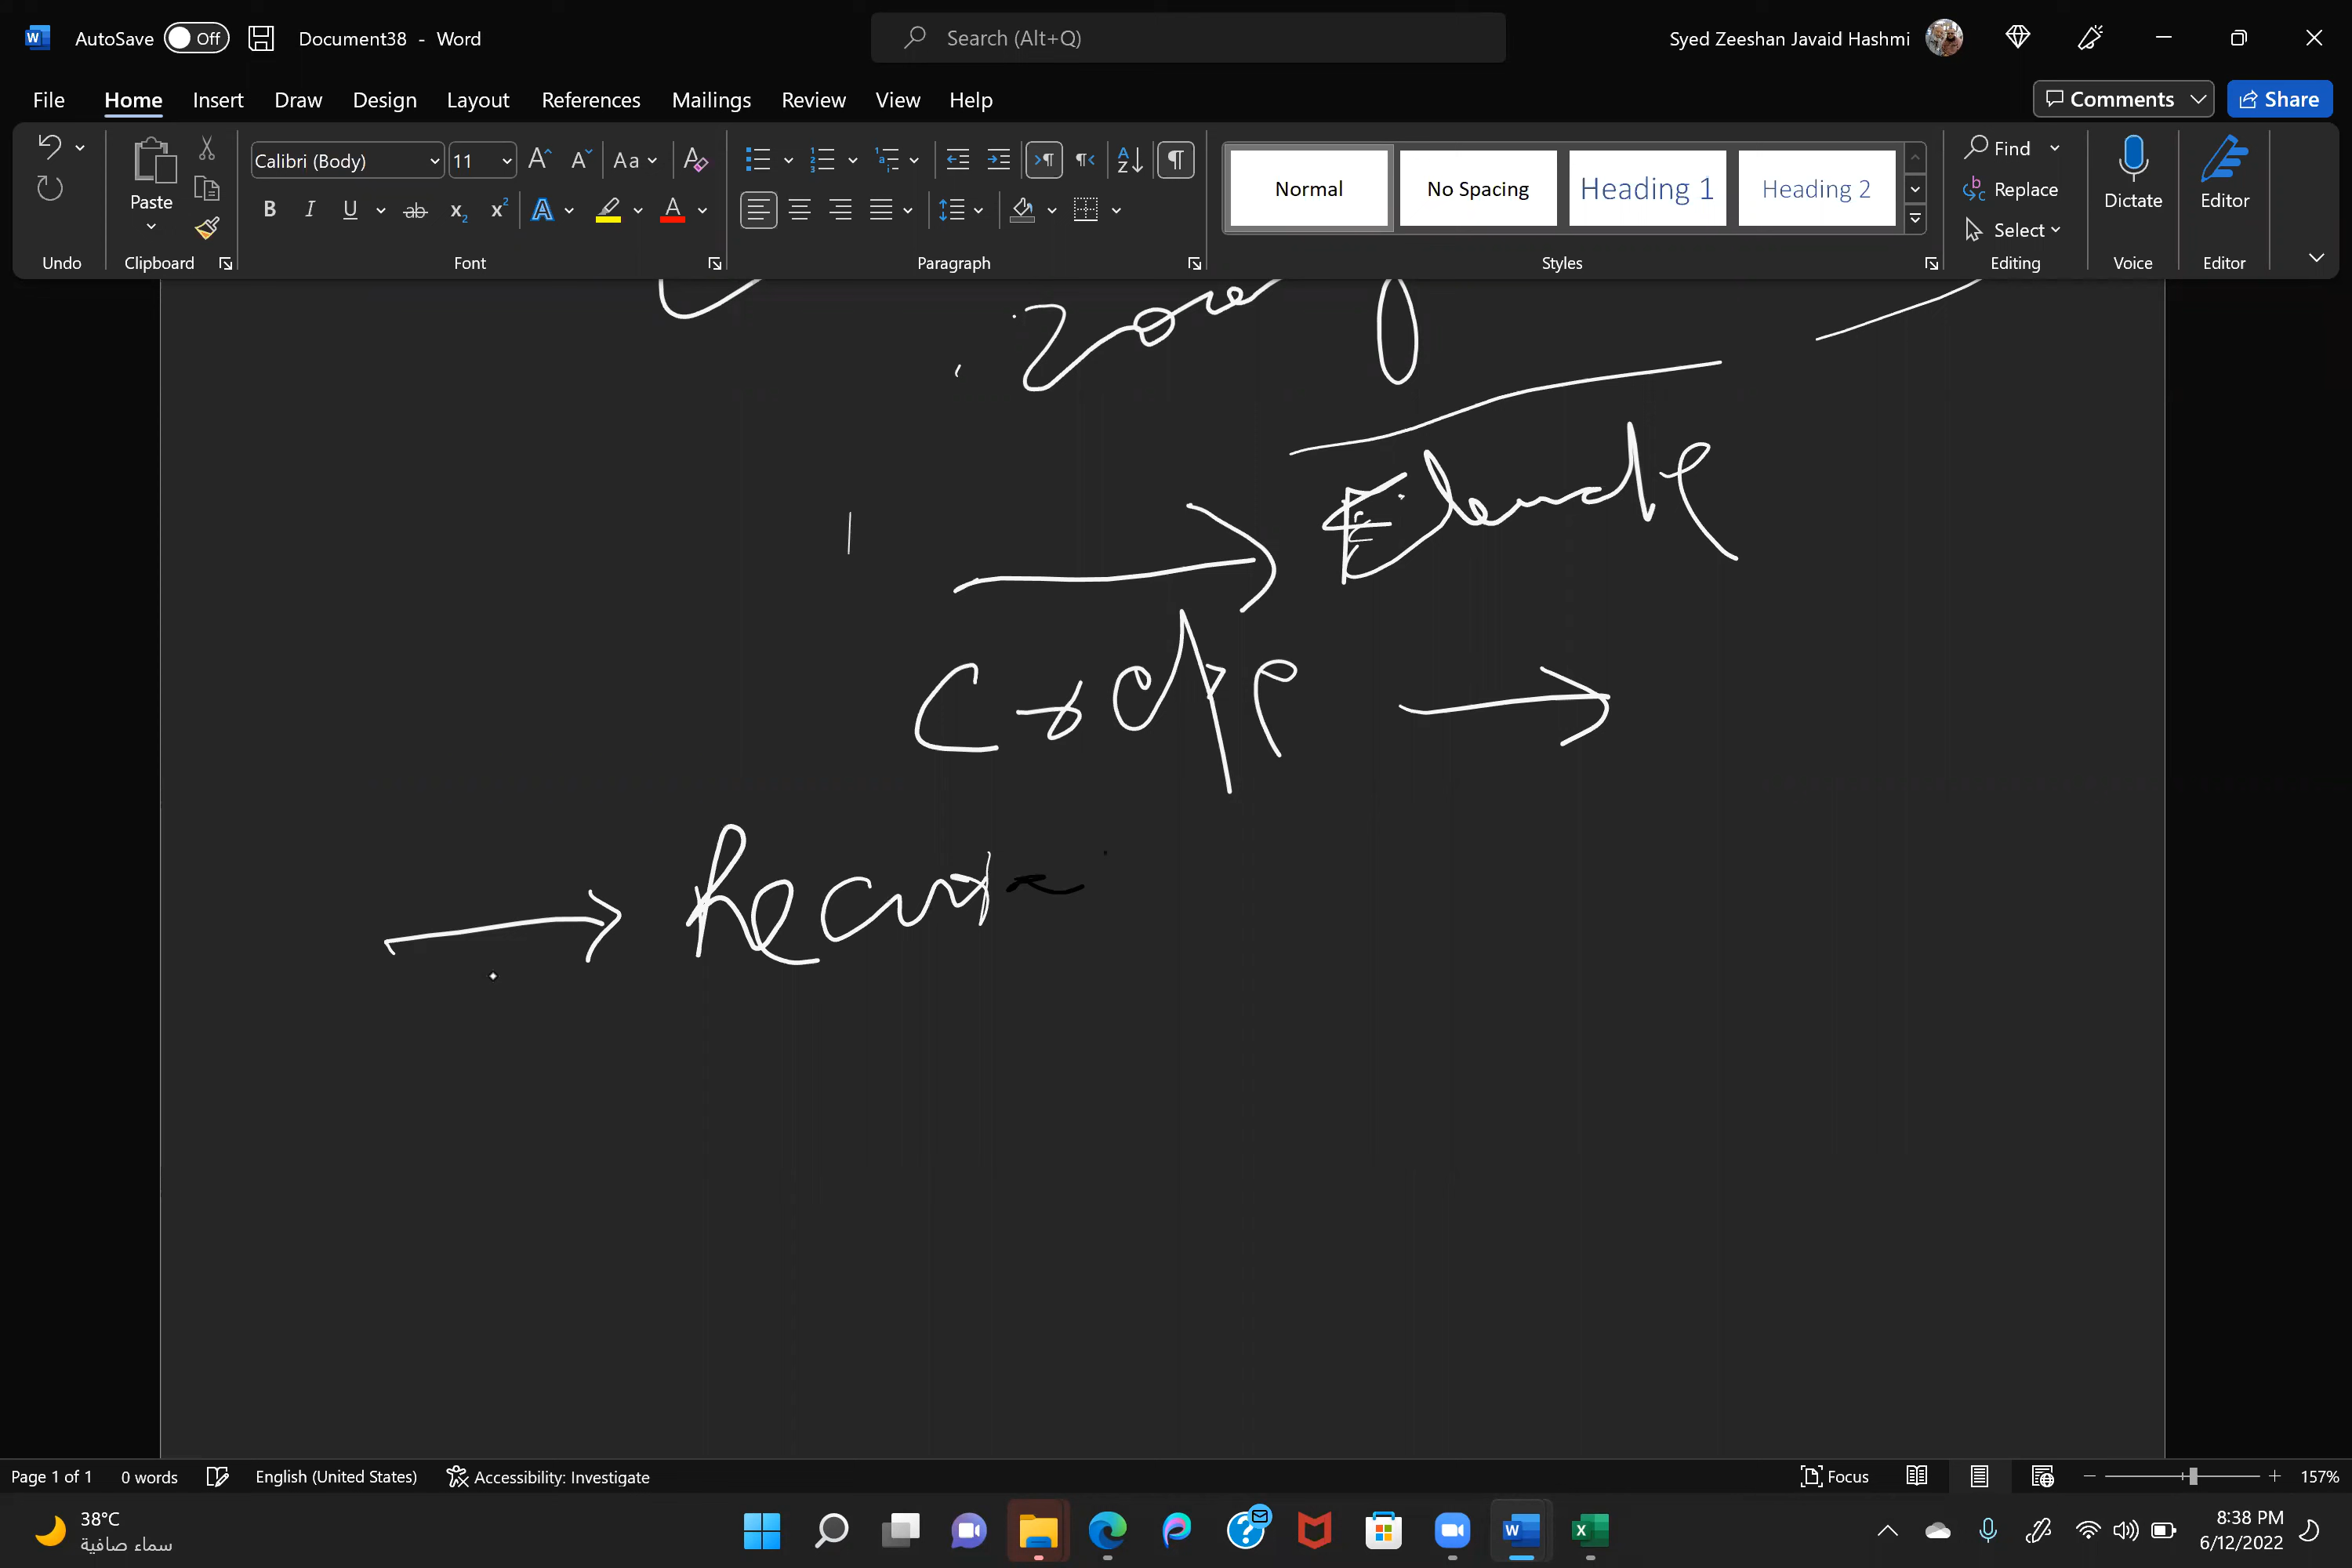 AutoSave Off Document38 - Word Search (Alt+Q) Syed Zeeshan Javaid Hashmi
File Home Insert Draw Design Layout References Mailings Review View Help Comments Share
Calibri (Body) 11 Aa Normal No Spacing Heading 1 Heading 2 Find
Paste Replace Dictate Editor
B I U ab x₂ x² A A Select
Undo Clipboard Font Paragraph Styles Editing Voice Editor
Zone
Page 1 of 1 0 words English (United States) Accessibility: Investigate Focus 157%
38°C 8:38 PM
سماء صافية 6/12/2022